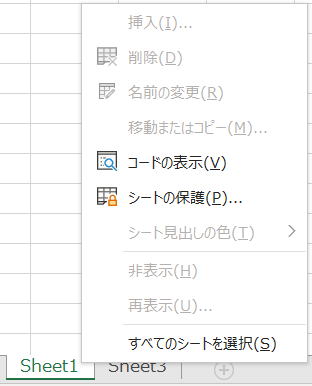 挿入(I)...
削除(D)
名前の変更(R)
移動またはコピー(M)...
コードの表示(V)
シートの保護(P)...
シート見出しの色(T)
非表示(H)
再表示(U)...
すべてのシートを選択(S)
Sheet1 Sheet3